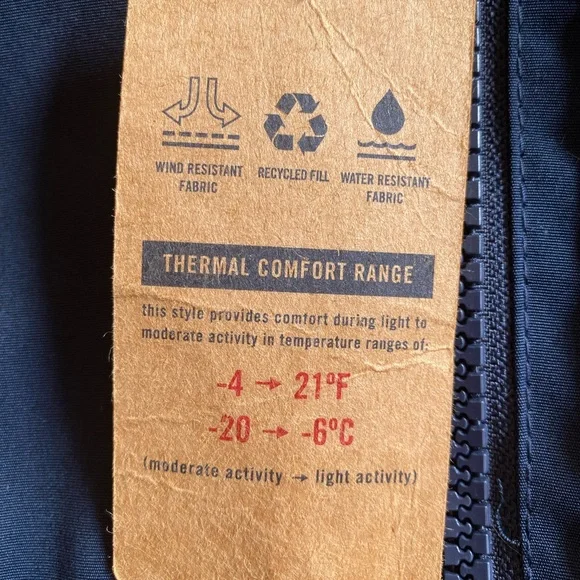 WIND RESISTANT
FABRIC
RECYCLED FILL
WATER RESISTANT
FABRIC
THERMAL COMFORT RANGE
this style provides comfort during light to
moderate activity in temperature ranges of:
-4 → 21°F
-20 → -6°C
(moderate activity → light activity)